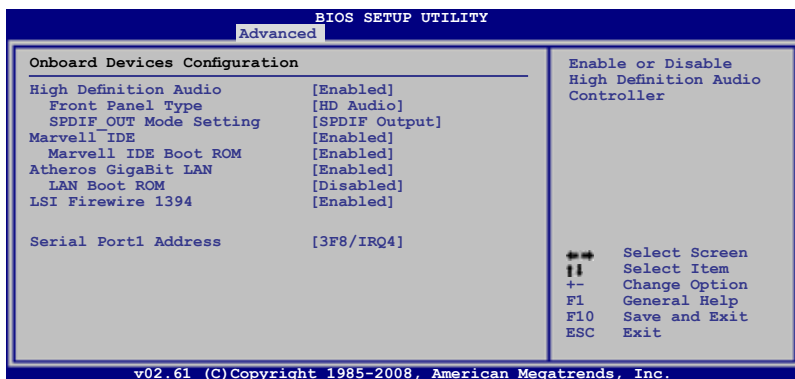 BIOS SETUP UTILITY
Advanced
Onboard Devices Configuration
High Definition Audio [Enabled]
Front Panel Type [HD Audio]
SPDIF_OUT Mode Setting [SPDIF Output]
Marvell IDE [Enabled]
Marvell IDE Boot ROM [Enabled]
Atheros GigaBit LAN [Enabled]
LAN Boot ROM [Disabled]
LSI Firewire 1394 [Enabled]
Serial Port1 Address [3F8/IRQ4]
Enable or Disable
High Definition Audio
Controller
←→ Select Screen
↑↓ Select Item
+- Change Option
F1 General Help
F10 Save and Exit
ESC Exit
v02.61 (C)Copyright 1985-2008, American Megatrends, Inc.